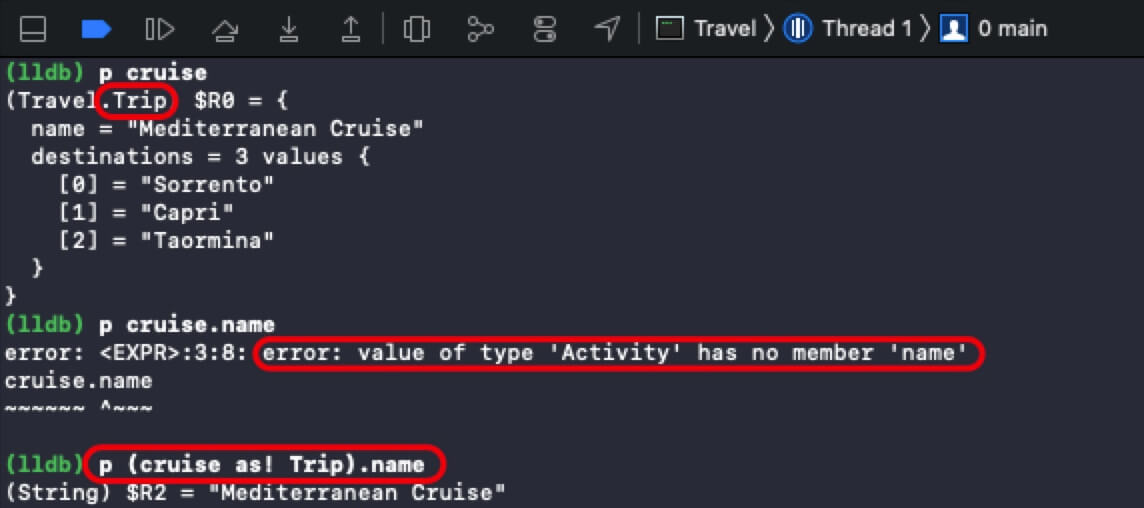 Travel 〉 Thread 1 〉 0 main
(lldb) p cruise
(Travel.Trip) $R0 = {
  name = "Mediterranean Cruise"
  destinations = 3 values {
    [0] = "Sorrento"
    [1] = "Capri"
    [2] = "Taormina"
  }
}
(lldb) p cruise.name
error: <EXPR>:3:8: error: value of type 'Activity' has no member 'name'
cruise.name
~~~~~~ ^~~~
(lldb) p (cruise as! Trip).name
(String) $R2 = "Mediterranean Cruise"